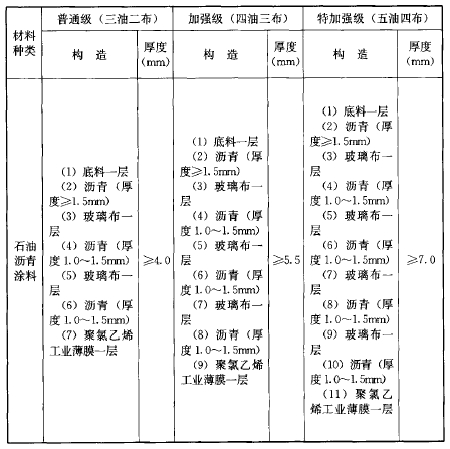 材料种类
普通级（三油二布）
加强级（四油三布）
特加强级（五油四布）
构 造
厚度
(mm)
构 造
厚度
(mm)
构 造
厚度
(mm)
石油
沥青
涂料
(1) 底料一层
(2) 沥青（厚
度≥1.5mm)
(3) 玻璃布一
层
(4) 沥青（厚
度1.0～1.5mm)
(5) 玻璃布一
层
(6) 沥青（厚
度1.0～1.5mm)
(7) 聚氯乙烯
工业薄膜一层
≥4.0
(1) 底料一层
(2) 沥青（厚
度≥1.5mm)
(3) 玻璃布一
层
(4) 沥青（厚
度1.0～1.5mm)
(5) 玻璃布一
层
(6) 沥青（厚
度1.0～1.5mm)
(7) 玻璃布一
层
(8) 沥青（厚
度1.0～1.5mm)
(9) 聚氯乙烯
工业薄膜一层
≥5.5
(1) 底料一层
(2) 沥青（厚
度≥1.5mm)
(3) 玻璃布一
层
(4) 沥青（厚
度1.0～1.5mm)
(5) 玻璃布一
层
(6) 沥青（厚
度1.0～1.5mm)
(7) 玻璃布一
层
(8) 沥青（厚
度1.0～1.5mm)
(9) 玻璃布一
层
(10) 沥青（厚
度1.0～1.5mm)
(11) 聚氯乙
烯工业薄膜一层
≥7.0